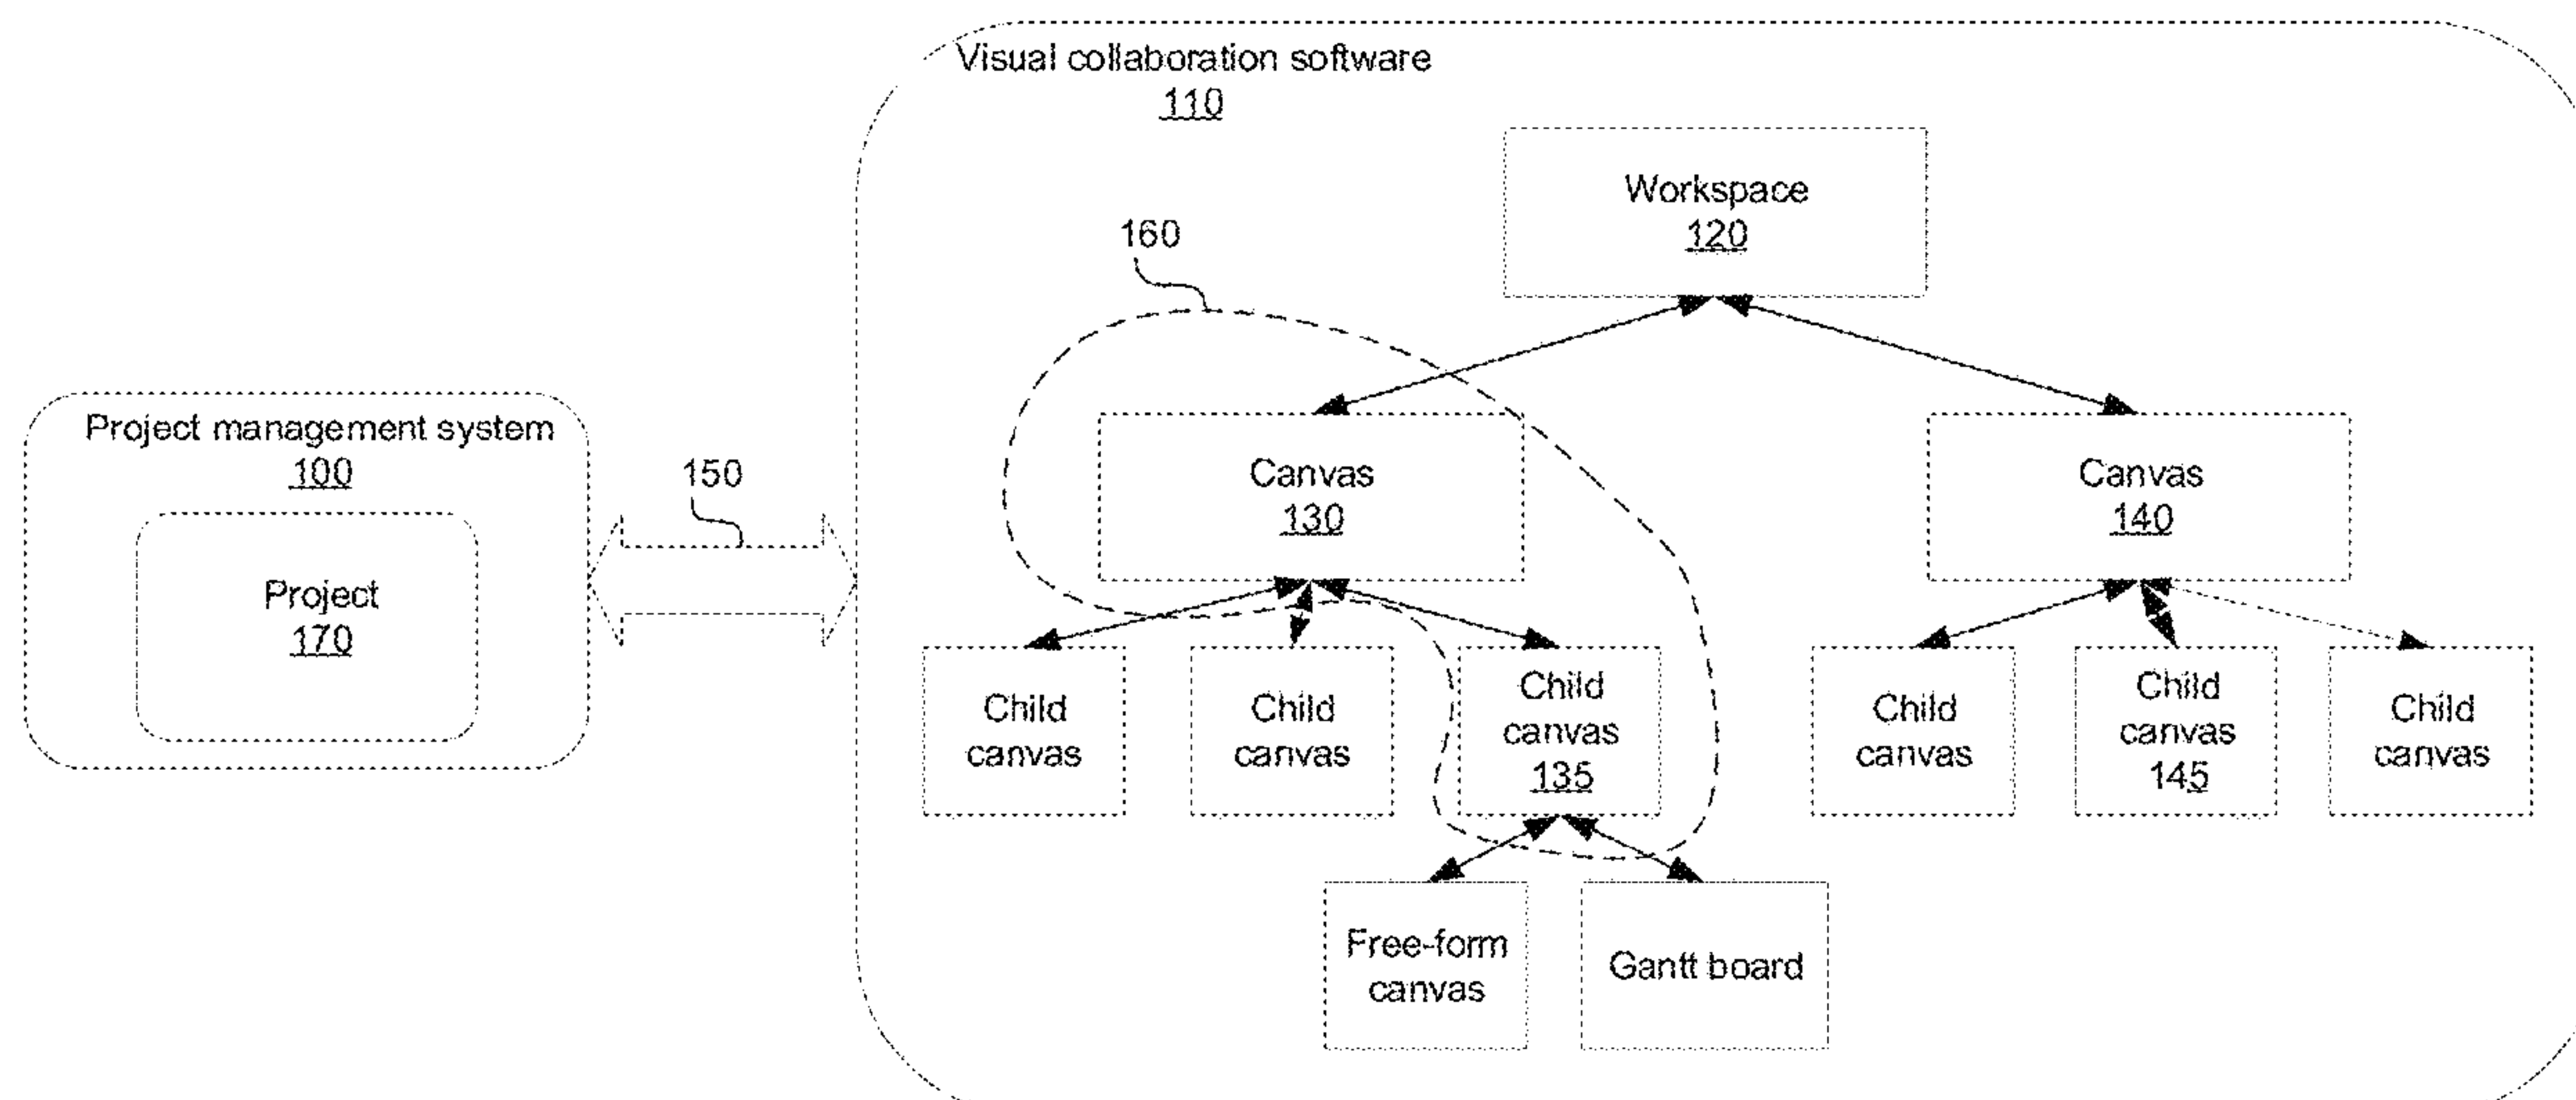 Visual collaboration software
110
Workspace
120
160
Project management system
100
150
Project
170
Canvas
130
Canvas
140
Child
canvas
Child
canvas
Child
canvas
135
Child
canvas
Child
canvas
145
Child
canvas
Free-form
canvas
Gantt board